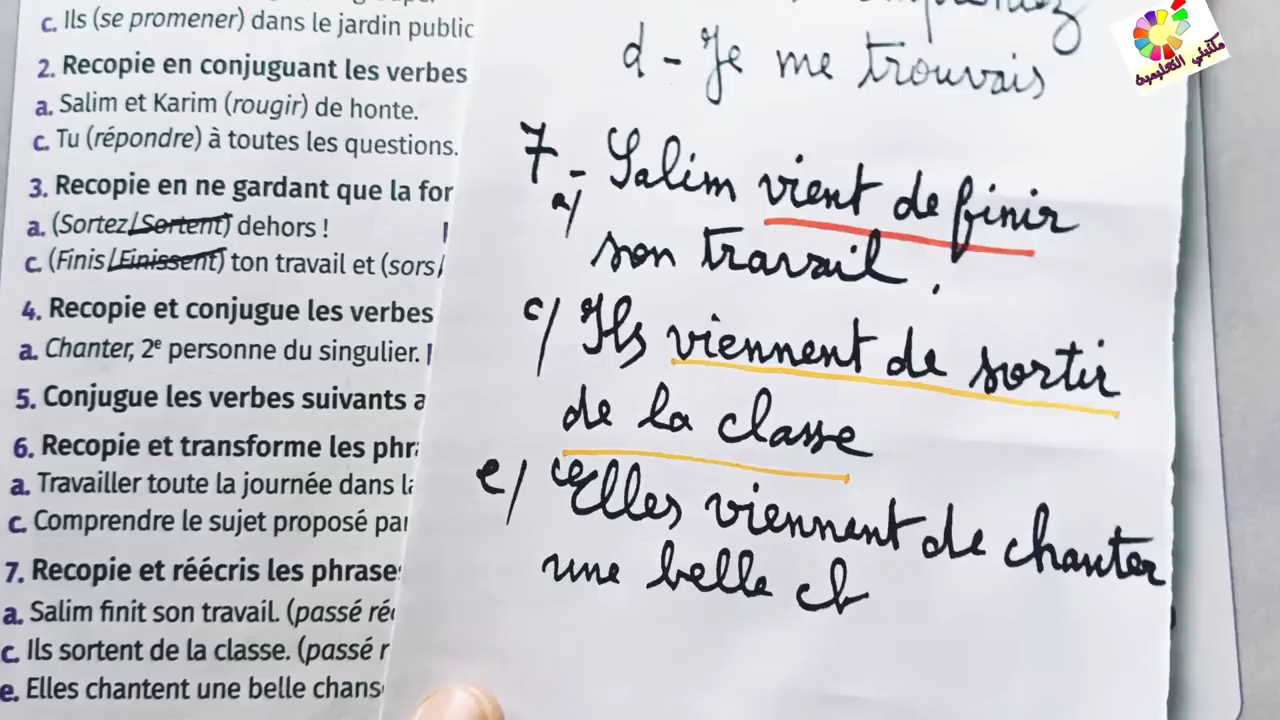 c. Ils (se promener) dans le jardin public
2. Recopie en conjuguant les verbes
a. Salim et Karim (rougir) de honte.
c. Tu (répondre) à toutes les questions.
3. Recopie en ne gardant que la for
a. (Sortez/Sortent) dehors !
c. (Finis/Finissent) ton travail et (sors/
4. Recopie et conjugue les verbes
a. Chanter, 2e personne du singulier.
5. Conjugue les verbes suivants a
6. Recopie et transforme les phr
a. Travailler toute la journée dans la
c. Comprendre le sujet proposé par
7. Recopie et réécris les phrase
a. Salim finit son travail. (passé réc
c. Ils sortent de la classe. (passé r
e. Elles chantent une belle chans
d - Je me trouvais
7 - Salim vient de finir
a/
son travail.
c/ Ils viennent de sortir
de la classe
e/ Elles viennent de chanter
une belle ch
مكتبتي التعليمية